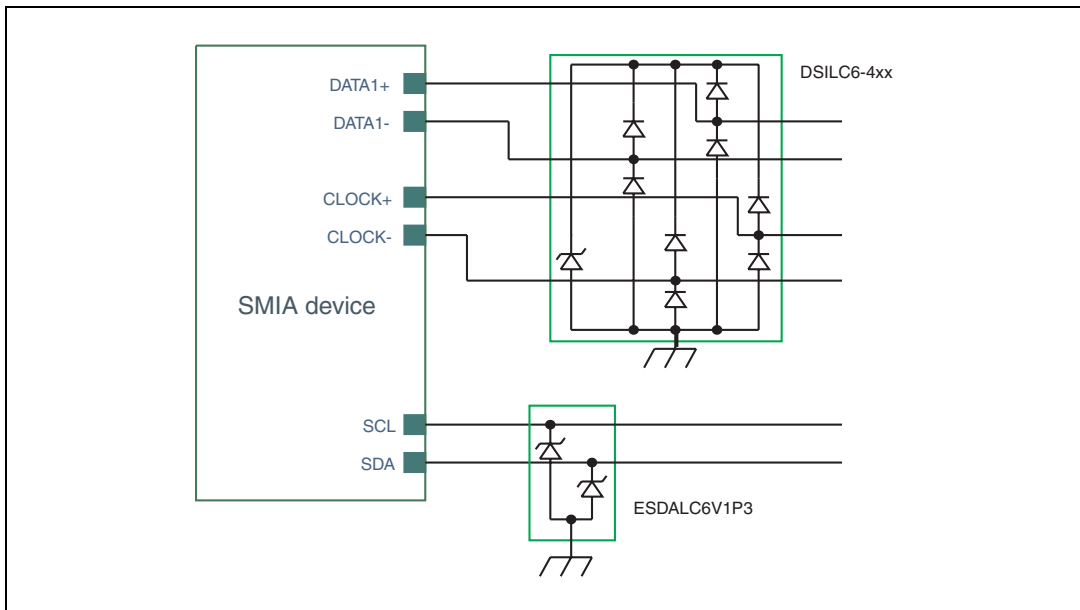 DSILC6-4xx
DATA1+
DATA1-
CLOCK+
CLOCK-
SMIA device
SCL
SDA
ESDALC6V1P3